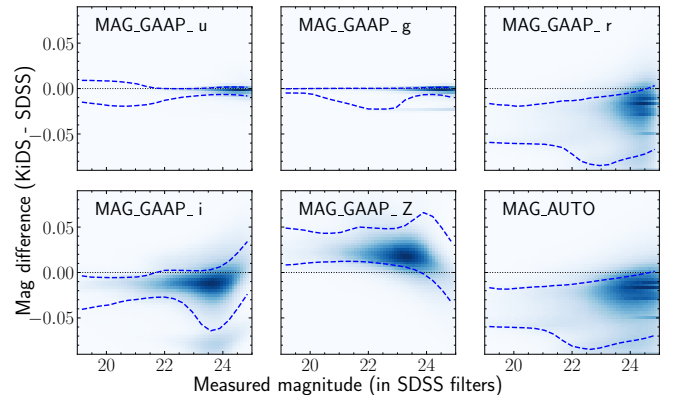 MAG_GAAP_ u
MAG_GAAP_ g
MAG_GAAP_ r
0.05
0.00
−0.05
MAG_GAAP_ i
MAG_GAAP_ Z
MAG_AUTO
0.05
0.00
−0.05
20 22 24
20 22 24
20 22 24
Mag difference (KiDS - SDSS)
Measured magnitude (in SDSS filters)